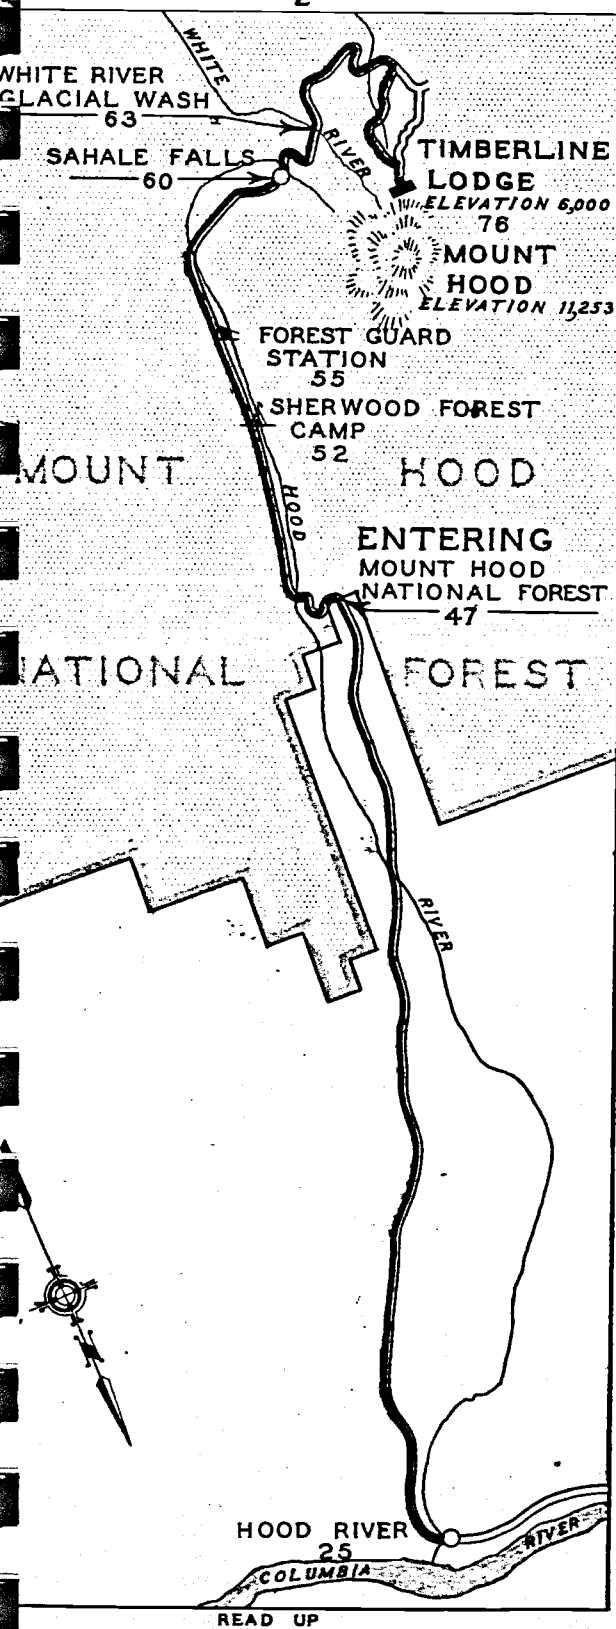 2
WHITE
WHITE RIVER
GLACIAL WASH
63
RIVER
SAHALE FALLS
60
TIMBERLINE
LODGE
ELEVATION 6,000
76
MOUNT
HOOD
ELEVATION 11,253
FOREST GUARD
STATION
55
SHERWOOD FOREST
CAMP
52
MOUNT HOOD
HOOD
ENTERING
MOUNT HOOD
NATIONAL FOREST
47
NATIONAL FOREST
RIVER
N
HOOD RIVER
25
COLUMBIA RIVER
READ UP